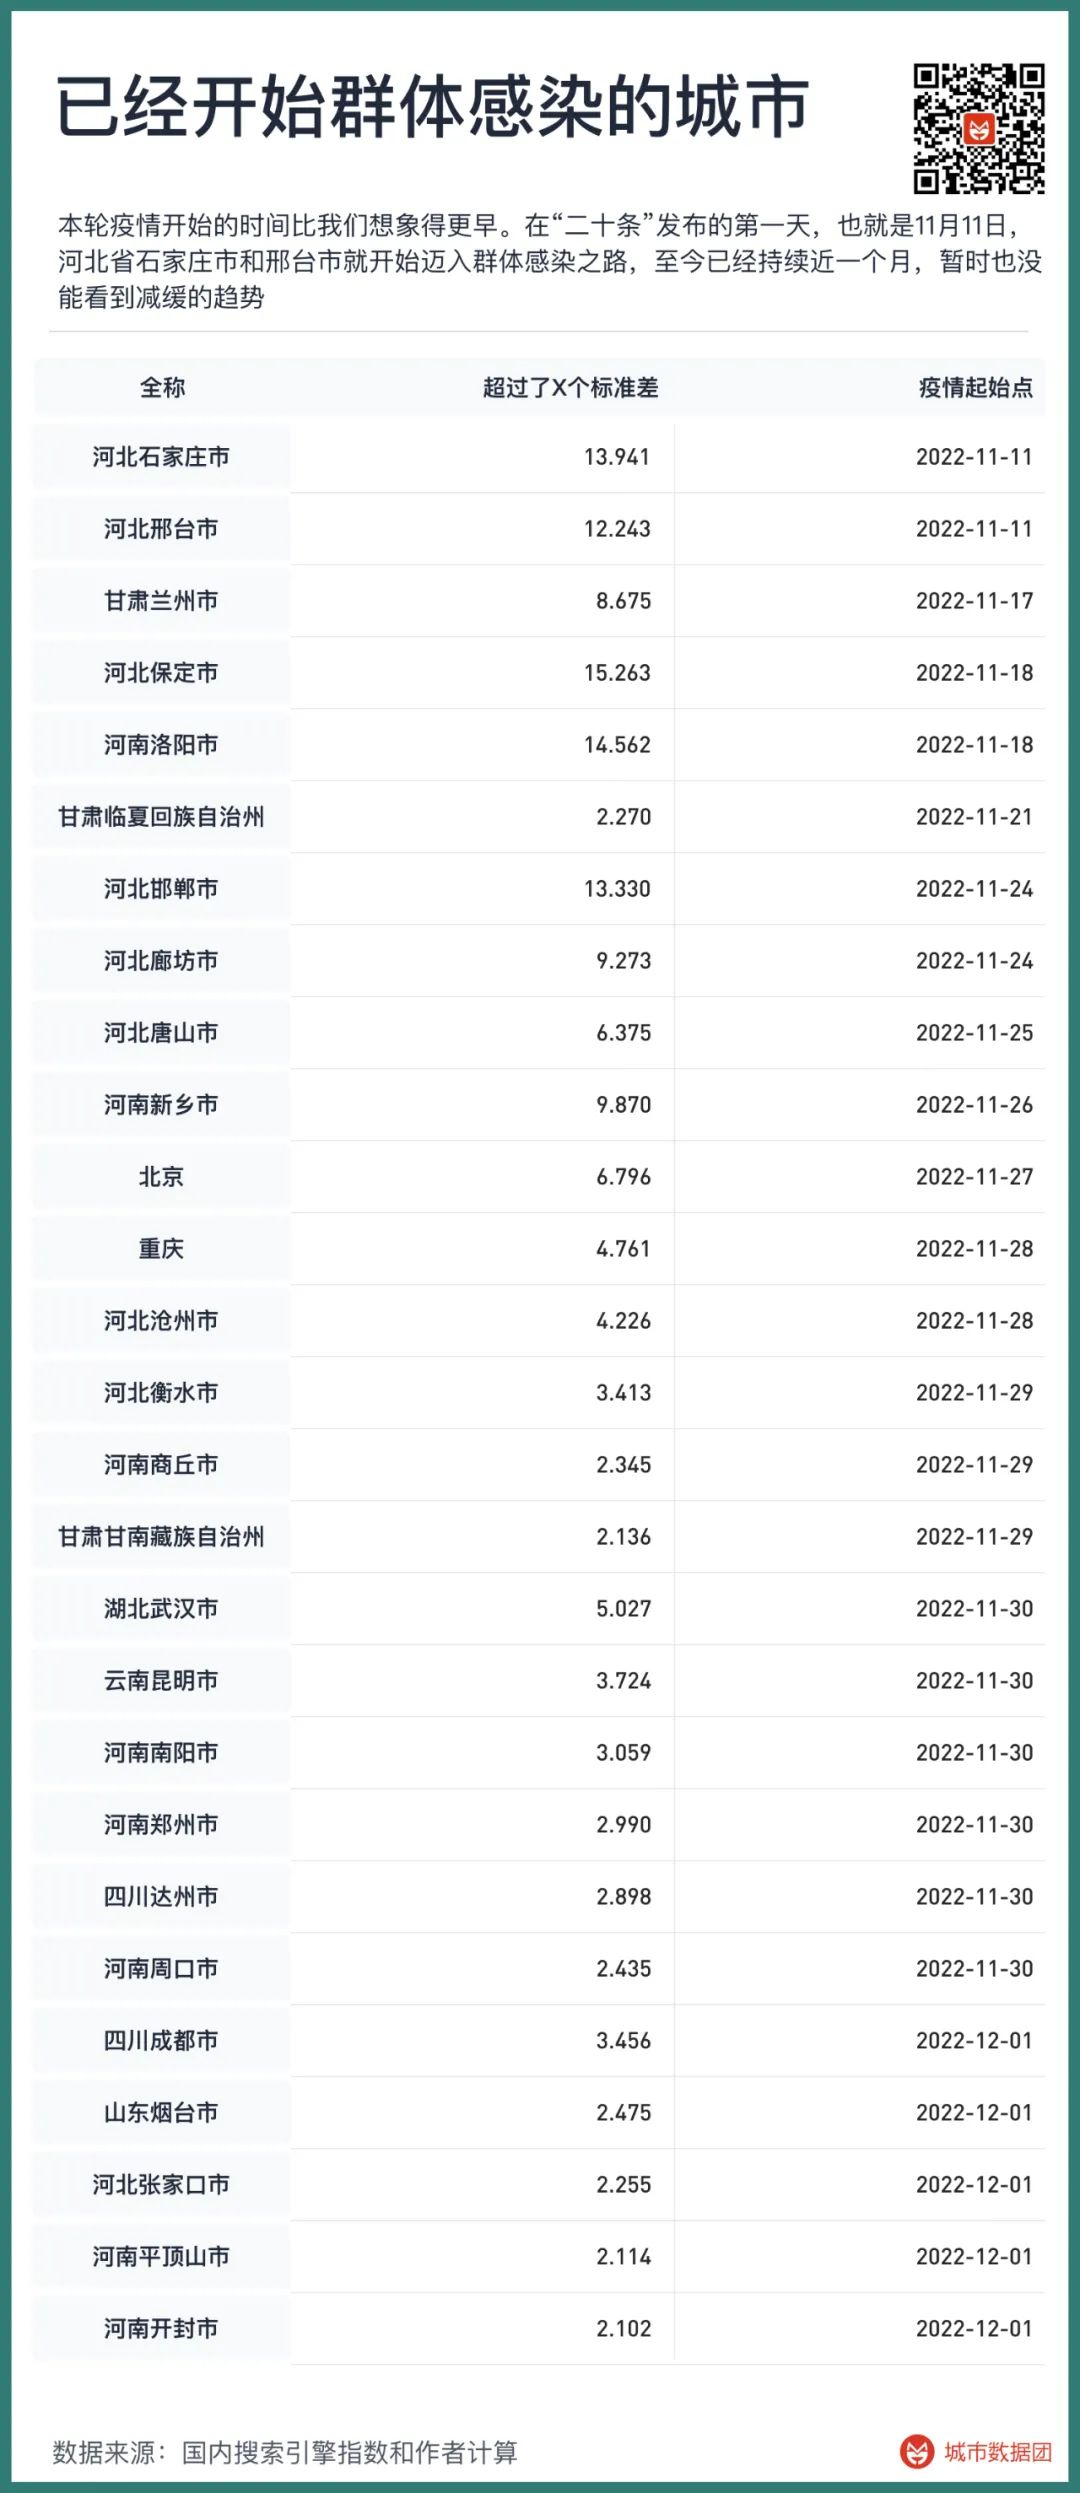 已经开始群体感染的城市
本轮疫情开始的时间比我们想象得更早。在“二十条”发布的第一天，也就是11月11日，
河北省石家庄市和邢台市就开始迈入群体感染之路，至今已经持续近一个月，暂时也没
能看到减缓的趋势
全称 超过了X个标准差 疫情起始点
河北石家庄市 13.941 2022-11-11
河北邢台市 12.243 2022-11-11
甘肃兰州市 8.675 2022-11-17
河北保定市 15.263 2022-11-18
河南洛阳市 14.562 2022-11-18
甘肃临夏回族自治州 2.270 2022-11-21
河北邯郸市 13.330 2022-11-24
河北廊坊市 9.273 2022-11-24
河北唐山市 6.375 2022-11-25
河南新乡市 9.870 2022-11-26
北京 6.796 2022-11-27
重庆 4.761 2022-11-28
河北沧州市 4.226 2022-11-28
河北衡水市 3.413 2022-11-29
河南商丘市 2.345 2022-11-29
甘肃甘南藏族自治州 2.136 2022-11-29
湖北武汉市 5.027 2022-11-30
云南昆明市 3.724 2022-11-30
河南南阳市 3.059 2022-11-30
河南郑州市 2.990 2022-11-30
四川达州市 2.898 2022-11-30
河南周口市 2.435 2022-11-30
四川成都市 3.456 2022-12-01
山东烟台市 2.475 2022-12-01
河北张家口市 2.255 2022-12-01
河南平顶山市 2.114 2022-12-01
河南开封市 2.102 2022-12-01
数据来源：国内搜索引擎指数和作者计算
城市数据团